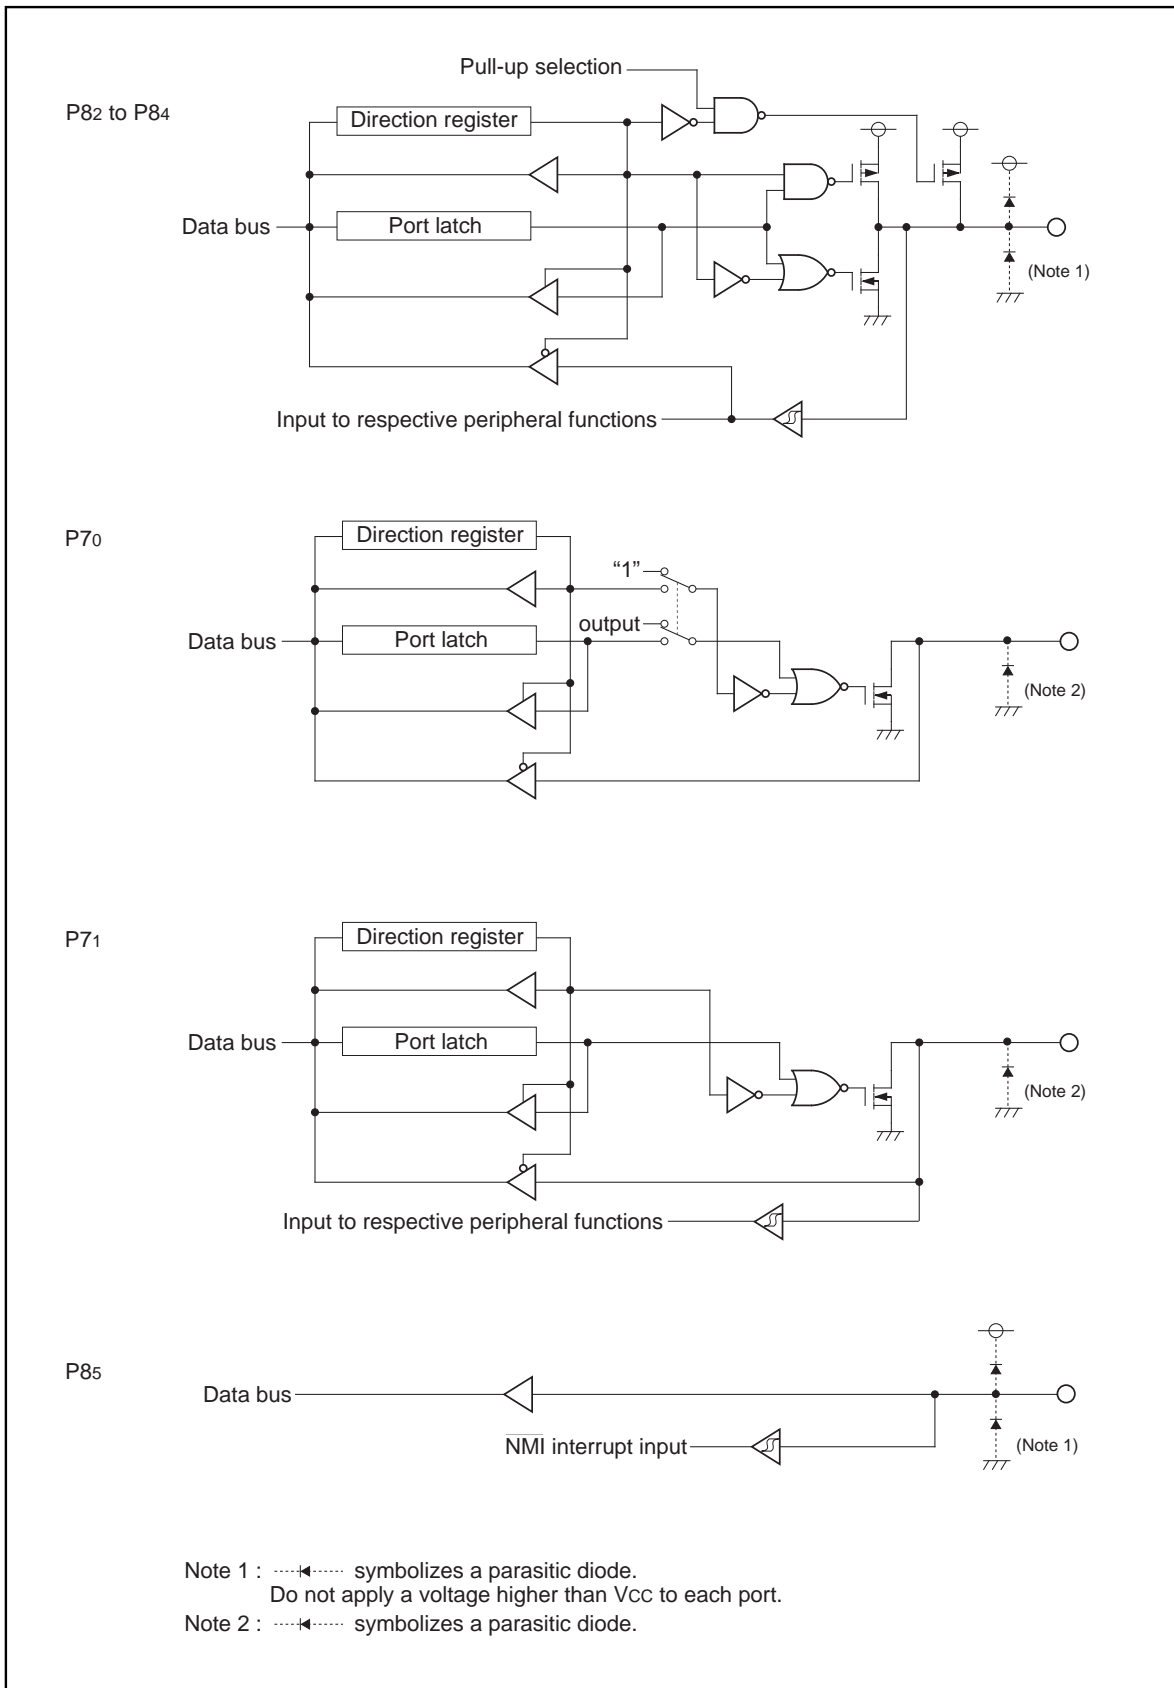 Pull-up selection
P82 to P84
Direction register
Data bus
Port latch
(Note 1)
Input to respective peripheral functions
P70
Direction register
“1”
output
Data bus
Port latch
(Note 2)
P71
Direction register
Data bus
Port latch
(Note 2)
Input to respective peripheral functions
P85
Data bus
NMI interrupt input
(Note 1)
Note 1 : symbolizes a parasitic diode.
Do not apply a voltage higher than VCC to each port.
Note 2 : symbolizes a parasitic diode.